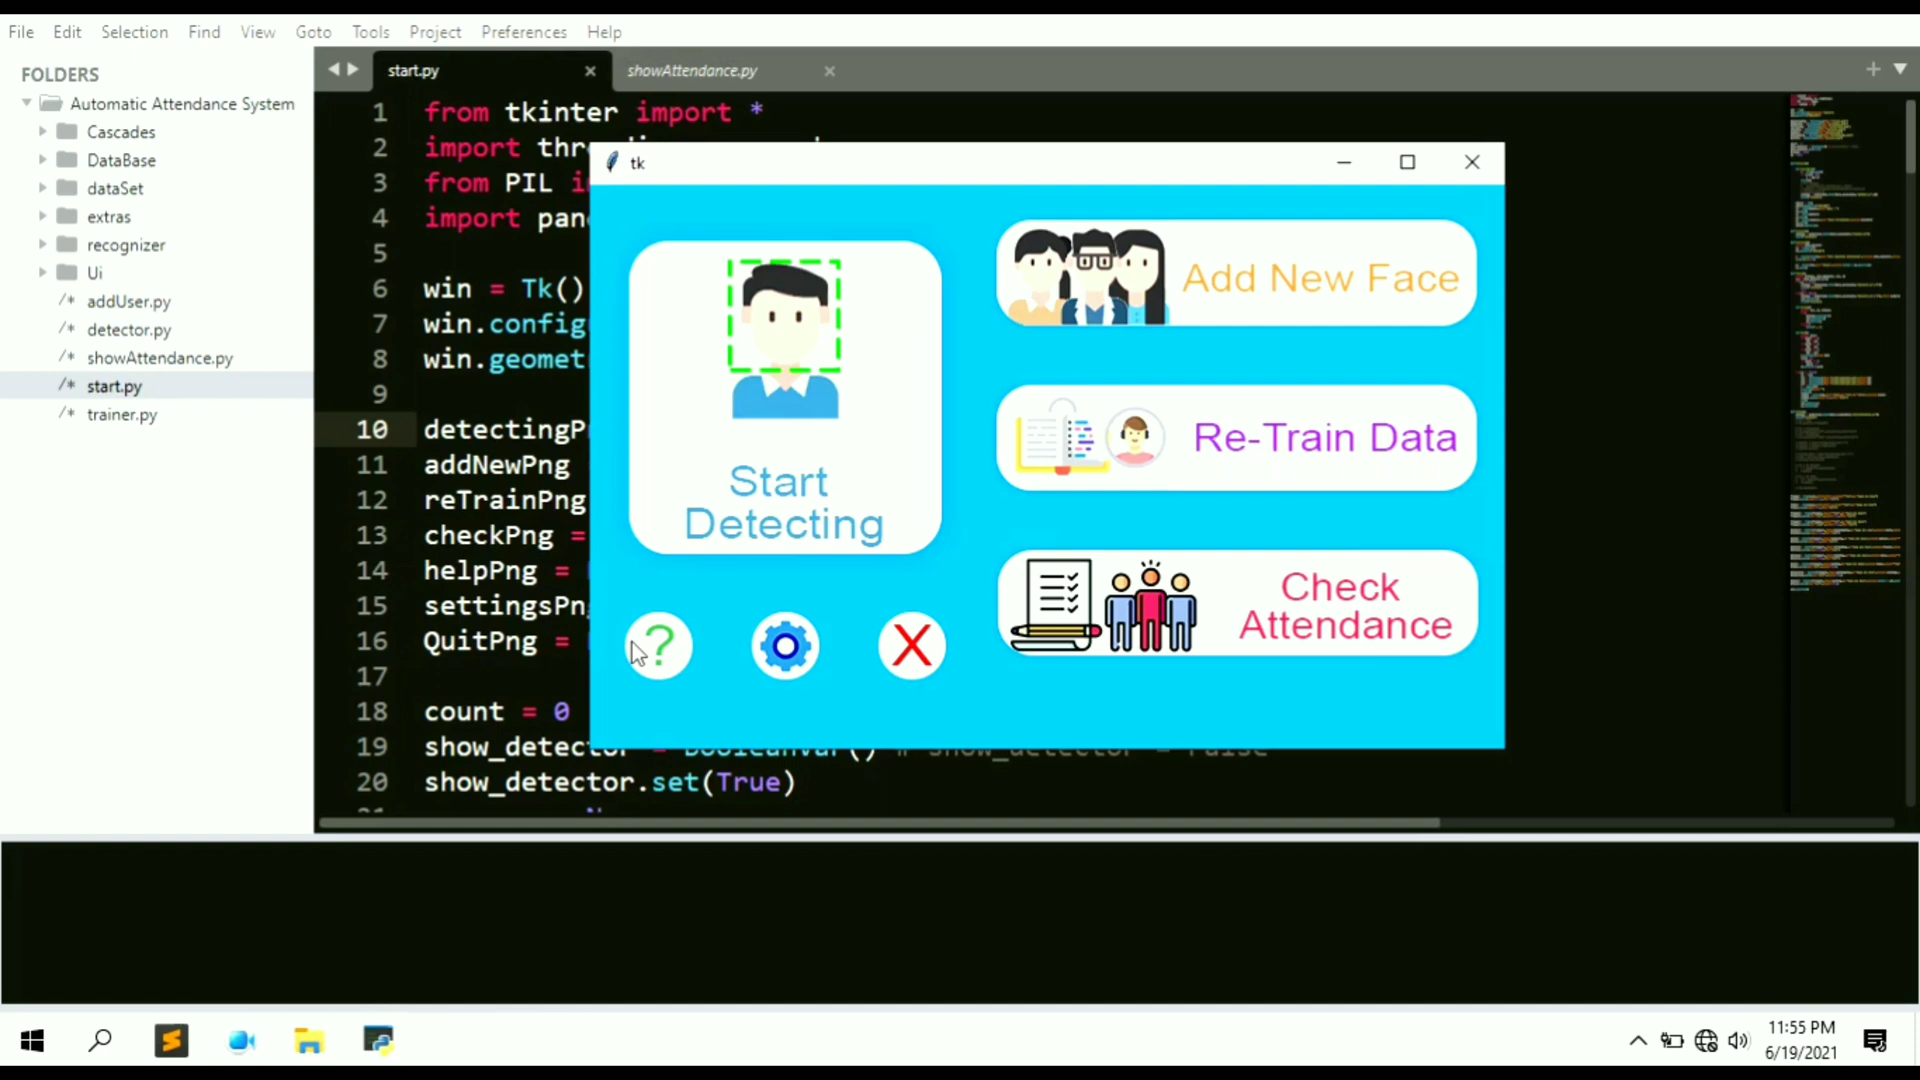 File Edit Selection Find View Goto Tools Project Preferences Help
FOLDERS
Automatic Attendance System
Cascades
DataBase
dataSet
extras
recognizer
Ui
/* addUser.py
/* detector.py
/* showAttendance.py
/* start.py
/* trainer.py
start.py
showAttendance.py
1 from tkinter import *
2 import
3 from PIL
4 import
5
6 win = Tk()
7 win.config
8 win.geomet
9
10 detectingP
11 addNewPng
12 reTrainPng
13 checkPng =
14 helpPng =
15 settingsPn
16 QuitPng =
17
18 count = 0
19 show_detector = BooleanVar() # show_detector = False
20 show_detector.set(True)
tk
Start
Detecting
?
X
Add New Face
Re-Train Data
Check
Attendance
11:55 PM
6/19/2021